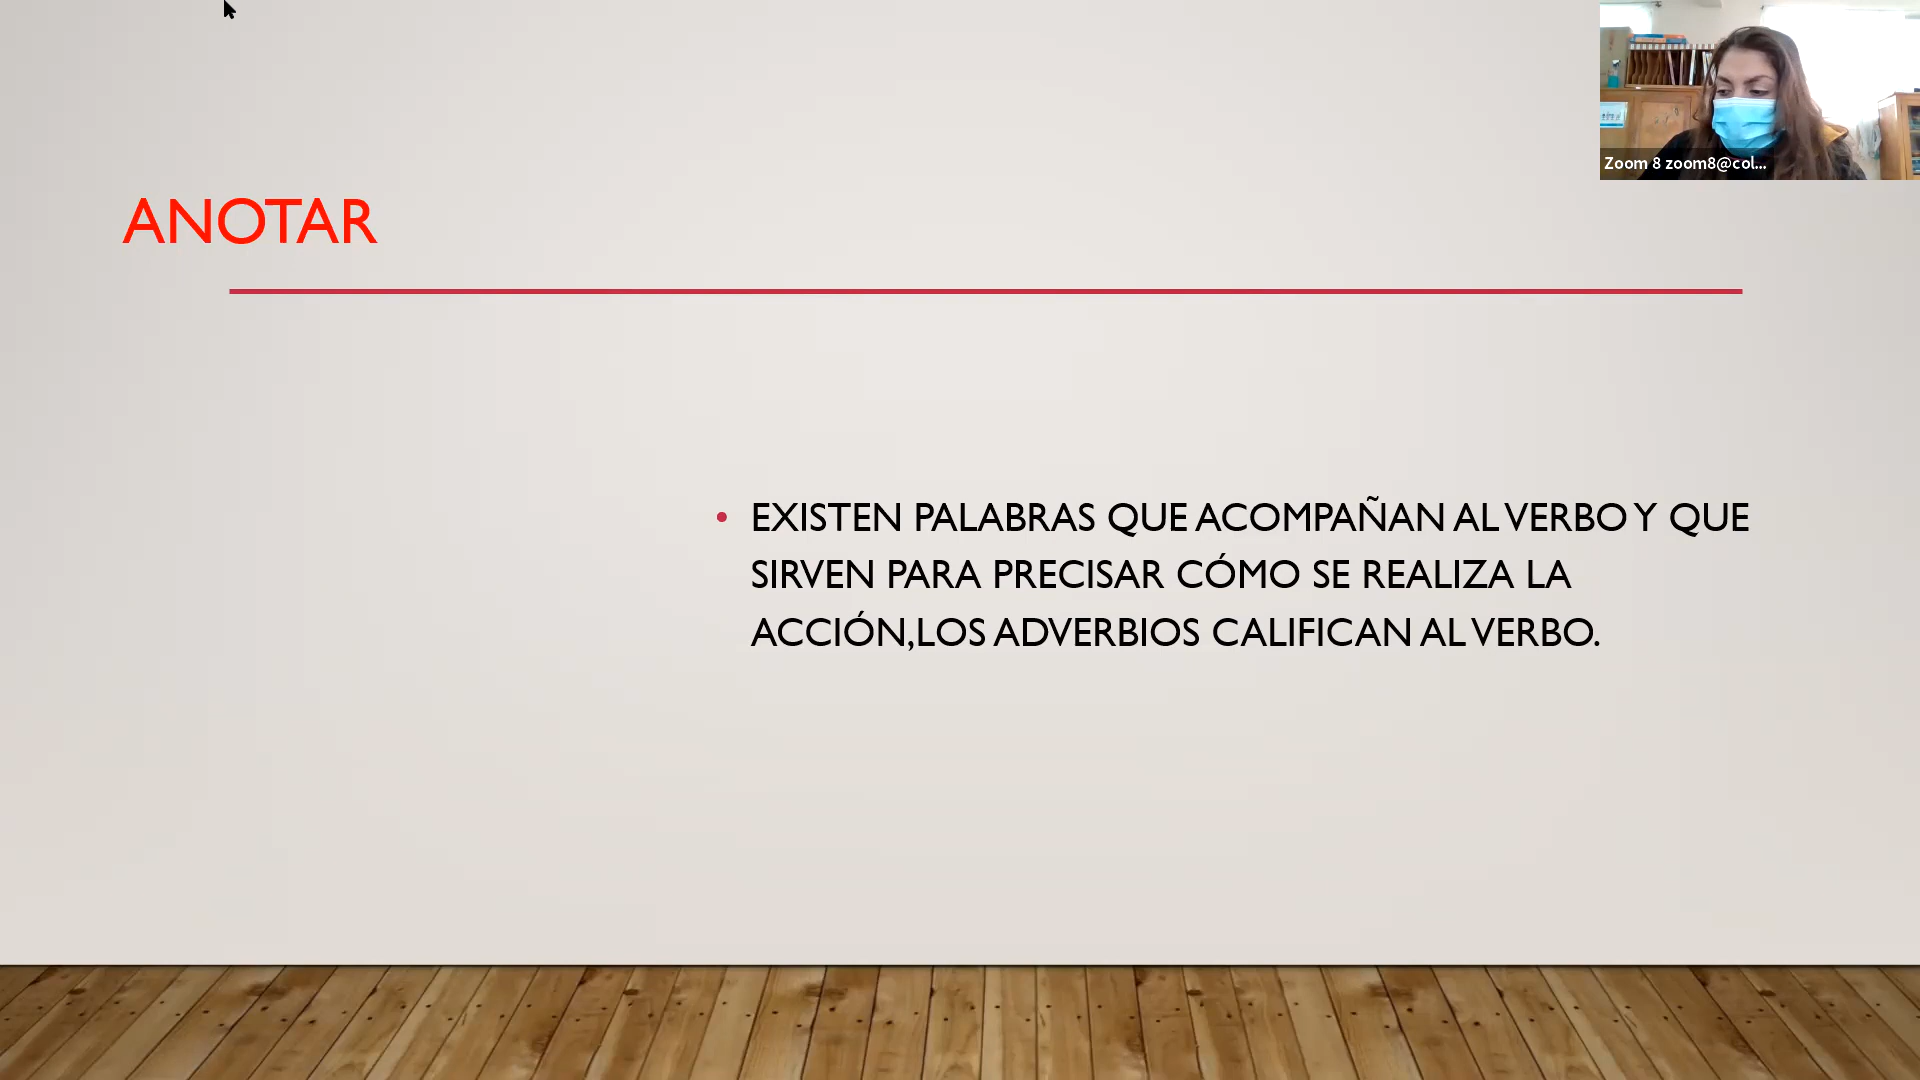 Zoom 8 zoom8@col...
ANOTAR
• EXISTEN PALABRAS QUE ACOMPAÑAN AL VERBO Y QUE
SIRVEN PARA PRECISAR CÓMO SE REALIZA LA
ACCIÓN,LOS ADVERBIOS CALIFICAN AL VERBO.